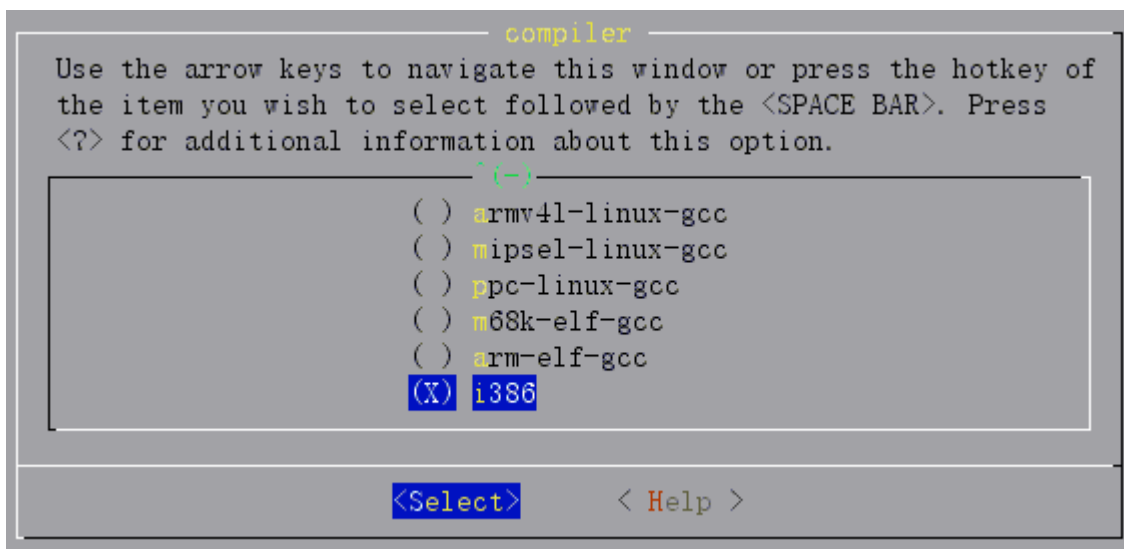 compiler
Use the arrow keys to navigate this window or press the hotkey of
the item you wish to select followed by the <SPACE BAR>. Press
<?> for additional information about this option.
^(-)
( ) armv4l-linux-gcc
( ) mipsel-linux-gcc
( ) ppc-linux-gcc
( ) m68k-elf-gcc
( ) arm-elf-gcc
(X) i386
<Select> < Help >